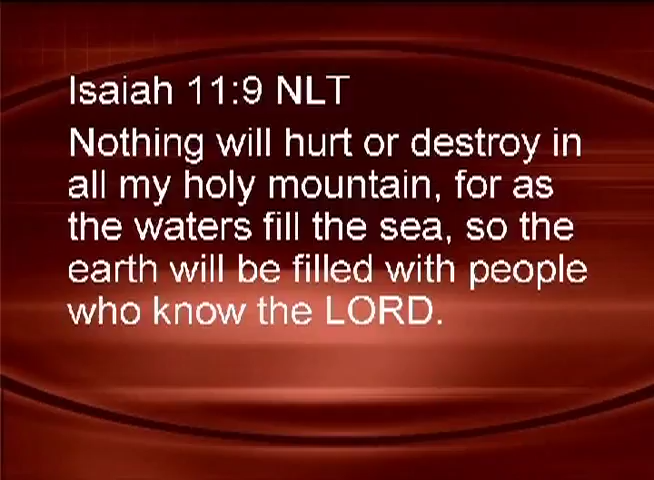 Isaiah 11:9 NLT
Nothing will hurt or destroy in
all my holy mountain, for as
the waters fill the sea, so the
earth will be filled with people
who know the LORD.